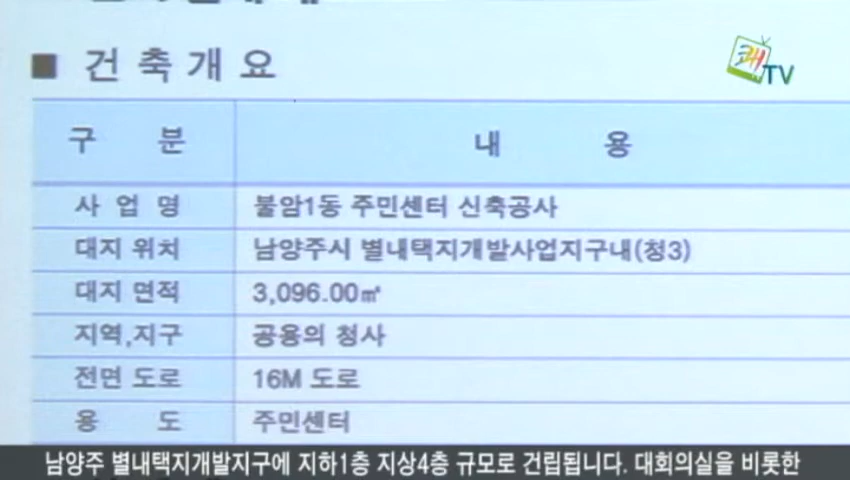 ■ 건축개요
쾌TV
구 분 내 용
사 업 명 불암1동 주민센터 신축공사
대지 위치 남양주시 별내택지개발사업지구내(청3)
대지 면적 3,096.00㎡
지역,지구 공용의 청사
전면 도로 16M 도로
용 도 주민센터
남양주 별내택지개발지구에 지하1층 지상4층 규모로 건립됩니다. 대회의실을 비롯한